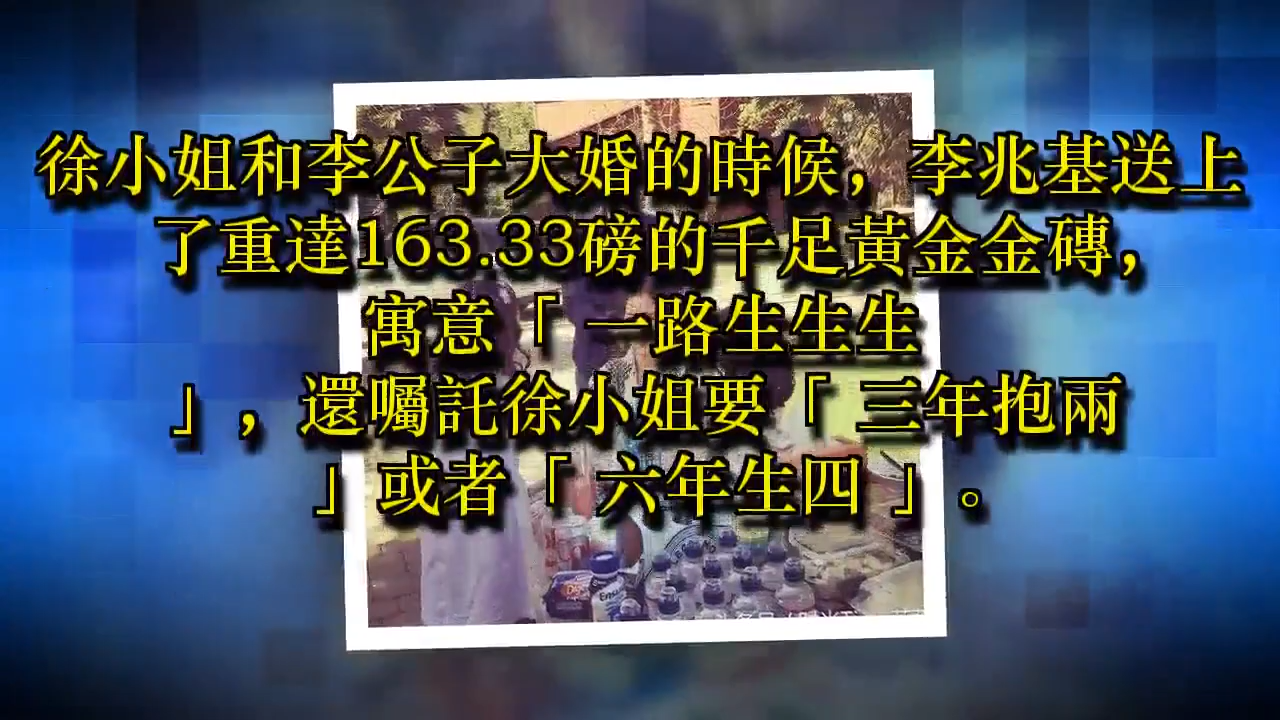 徐小姐和李公子大婚的時候，李兆基送上
了重達163.33磅的千足黃金金磚，
寓意「 一路生生生
」，還囑託徐小姐要「 三年抱兩
」或者「 六年生四 」。
Ensure